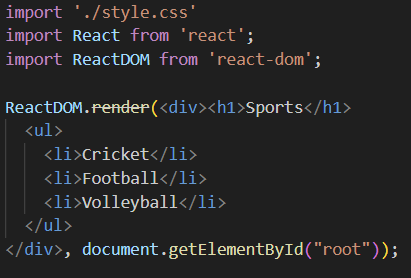 import './style.css'
import React from 'react';
import ReactDOM from 'react-dom';
ReactDOM.render(<div><h1>Sports</h1>
<ul>
<li>Cricket</li>
<li>Football</li>
<li>Volleyball</li>
</ul>
</div>, document.getElementById("root"));